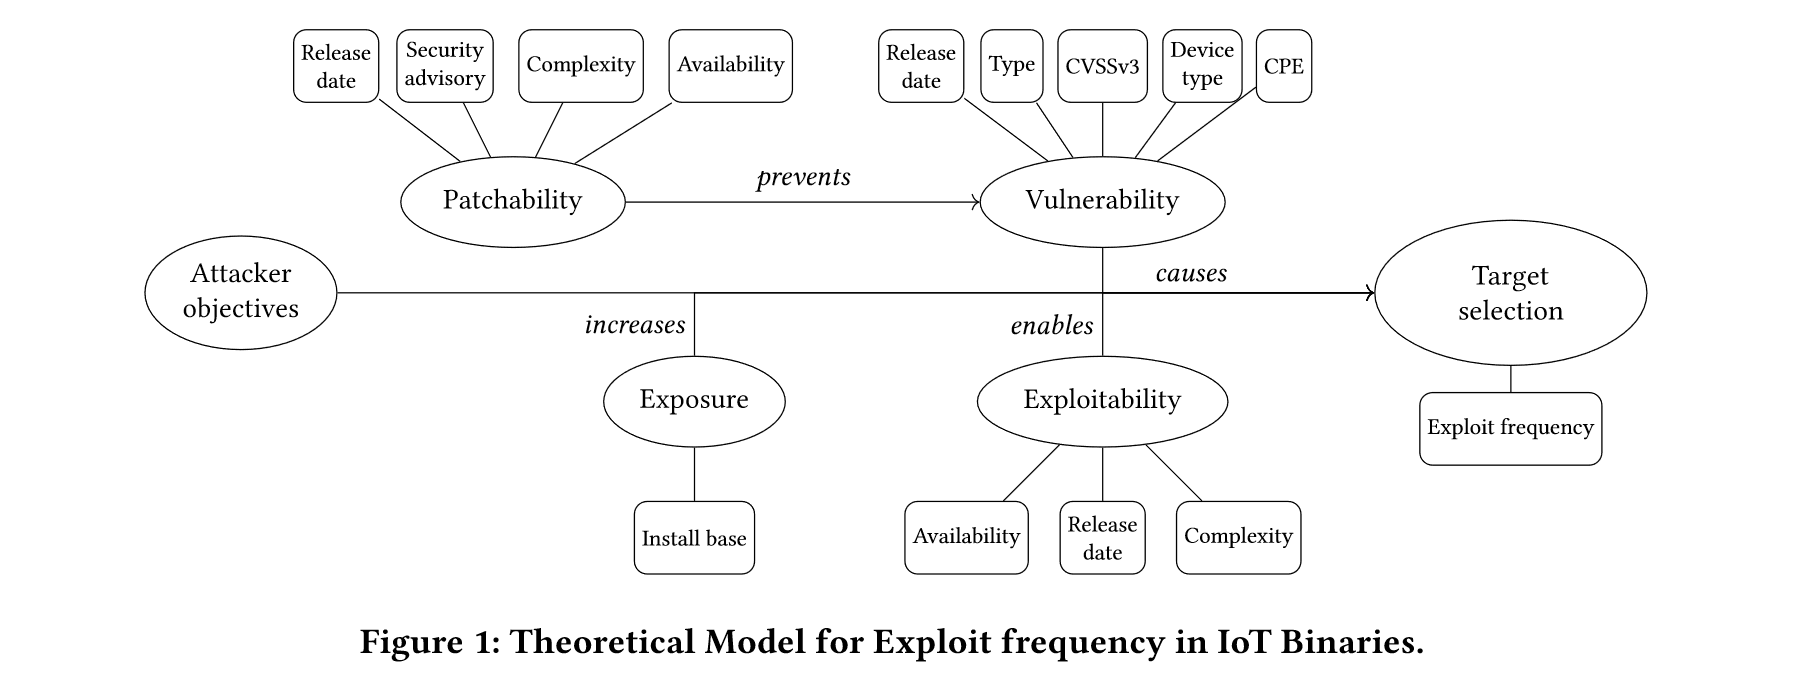 Release
date
Security
advisory
Complexity
Availability
Release
date
Type
CVSSv3
Device
type
CPE
Patchability
prevents
Vulnerability
Attacker
objectives
causes
Target
selection
increases
enables
Exposure
Exploitability
Exploit frequency
Install base
Availability
Release
date
Complexity
Figure 1: Theoretical Model for Exploit frequency in IoT Binaries.